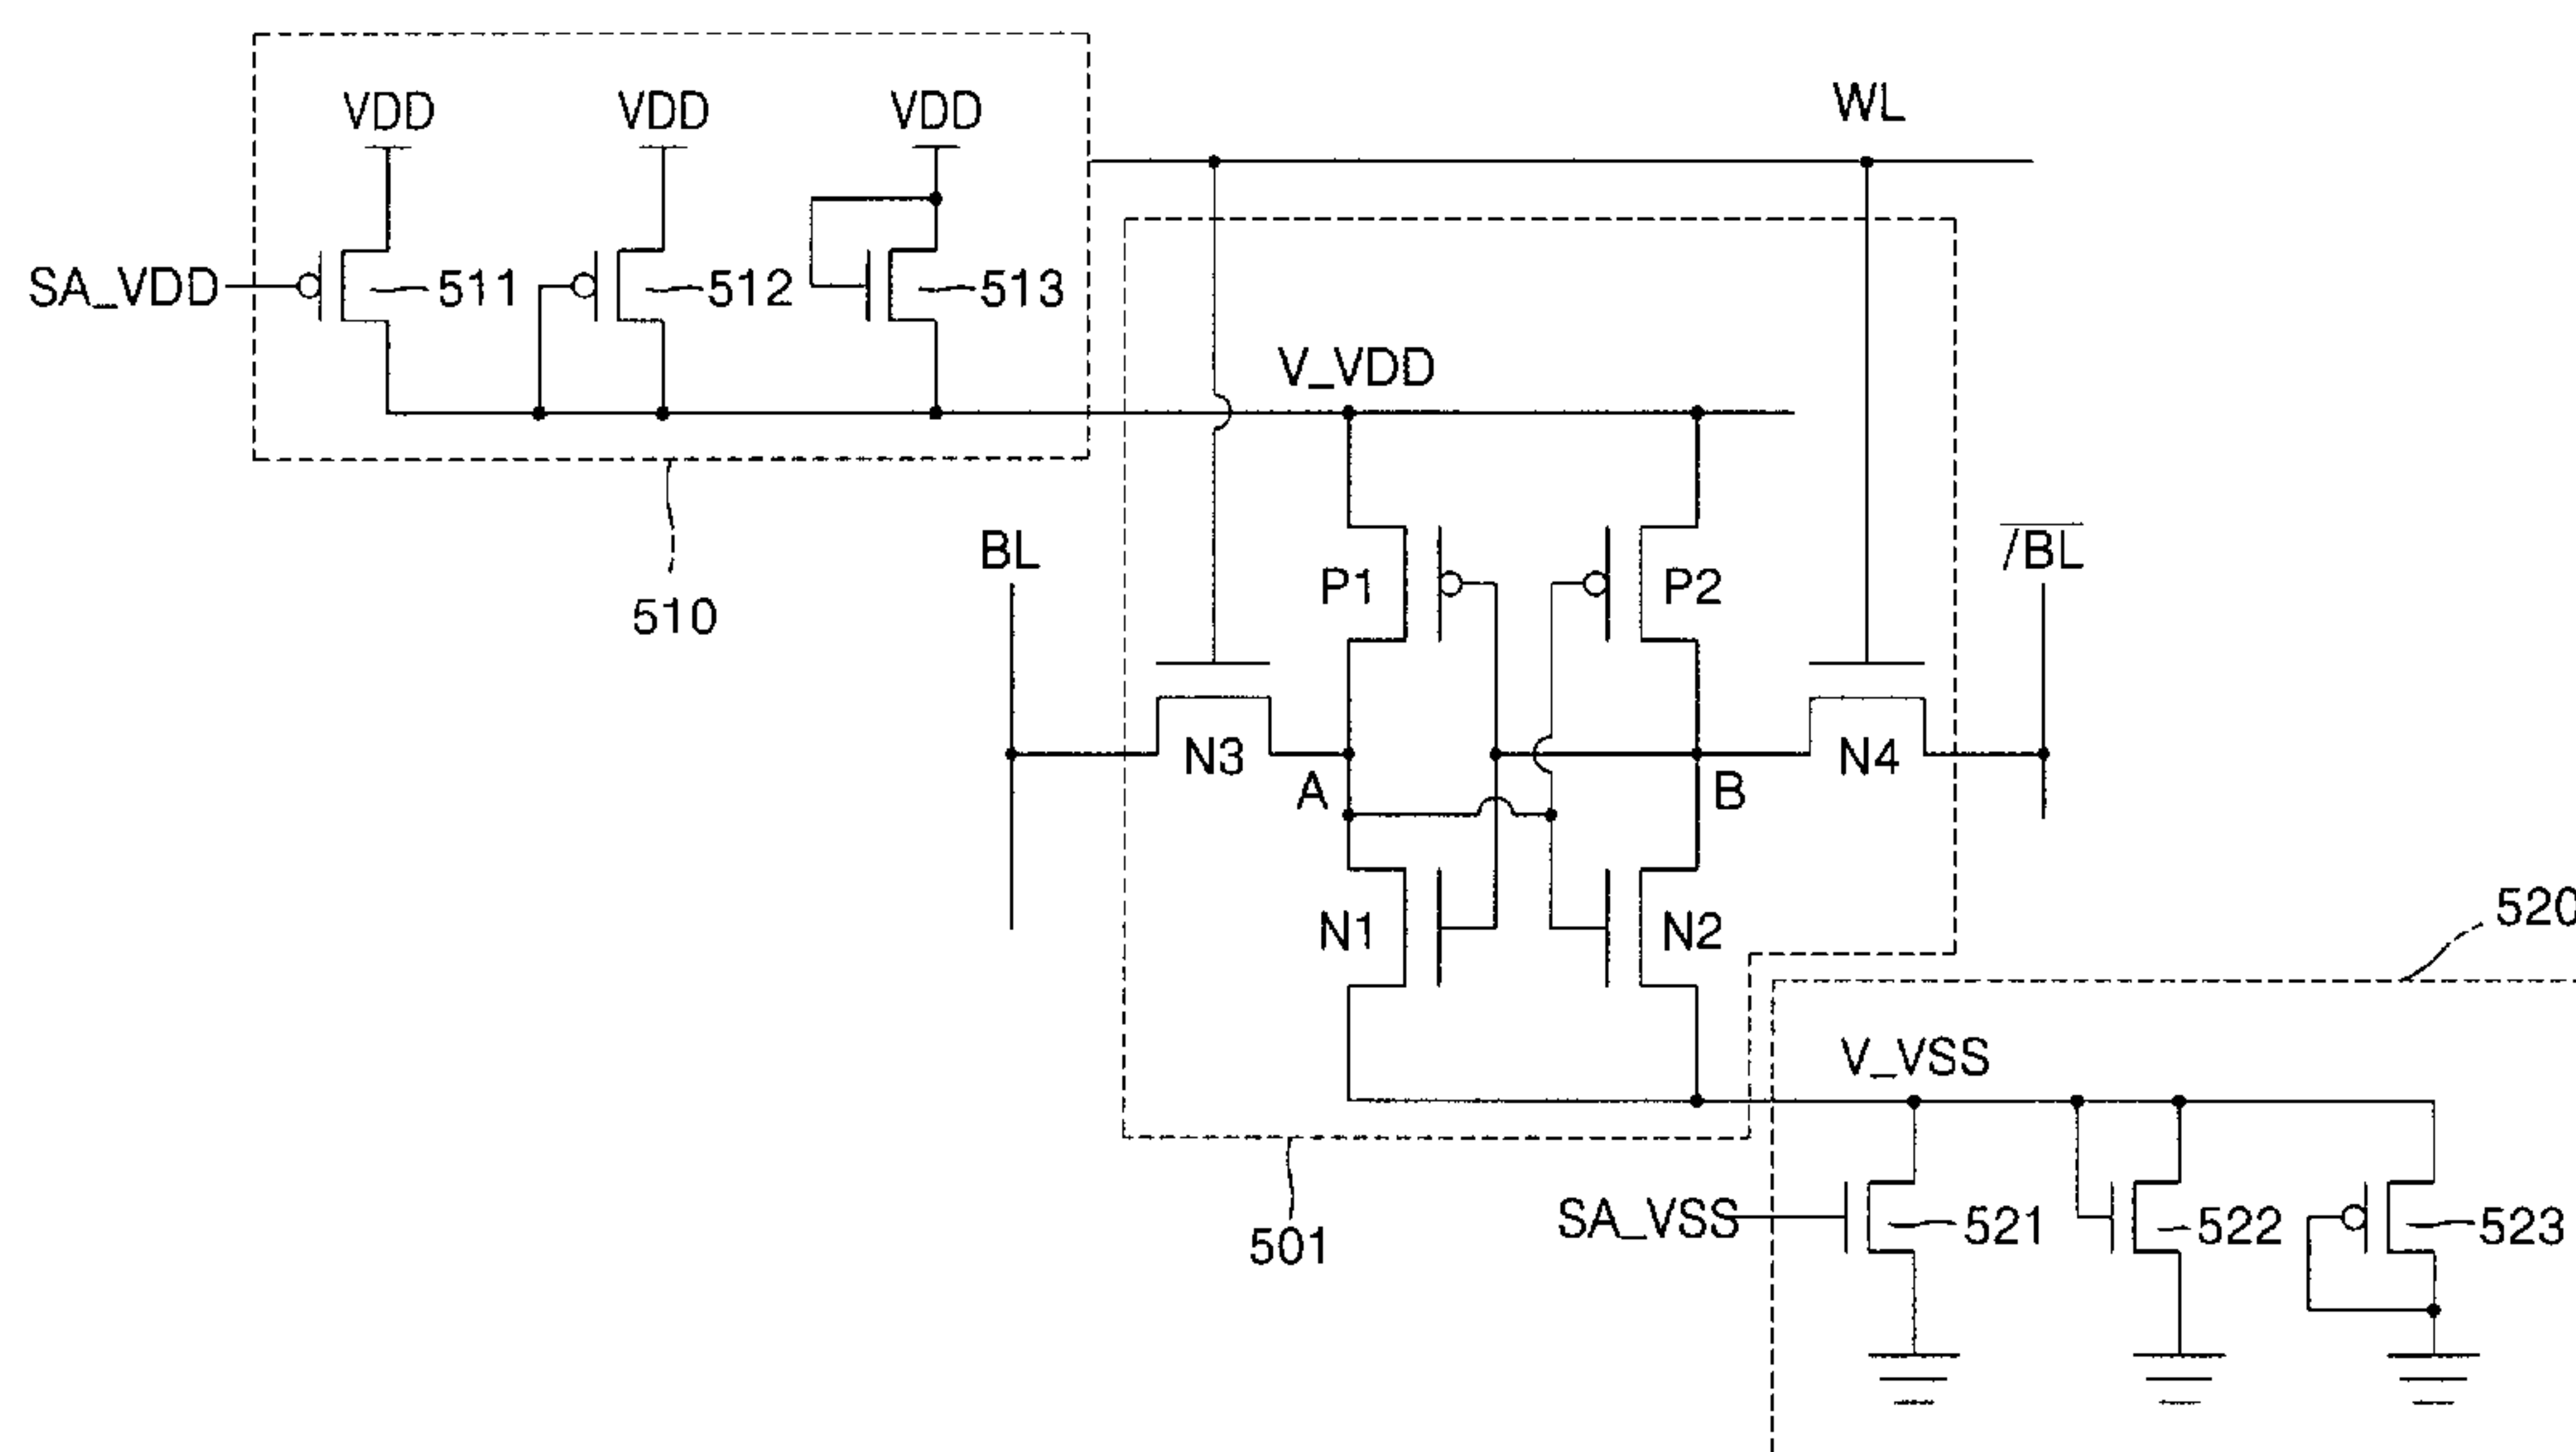 VDD
VDD
VDD
WL
SA_VDD
511
512
513
V_VDD
510
BL
/BL
P1
P2
N3
N4
A
B
N1
N2
520
V_VSS
501
SA_VSS
521
522
523